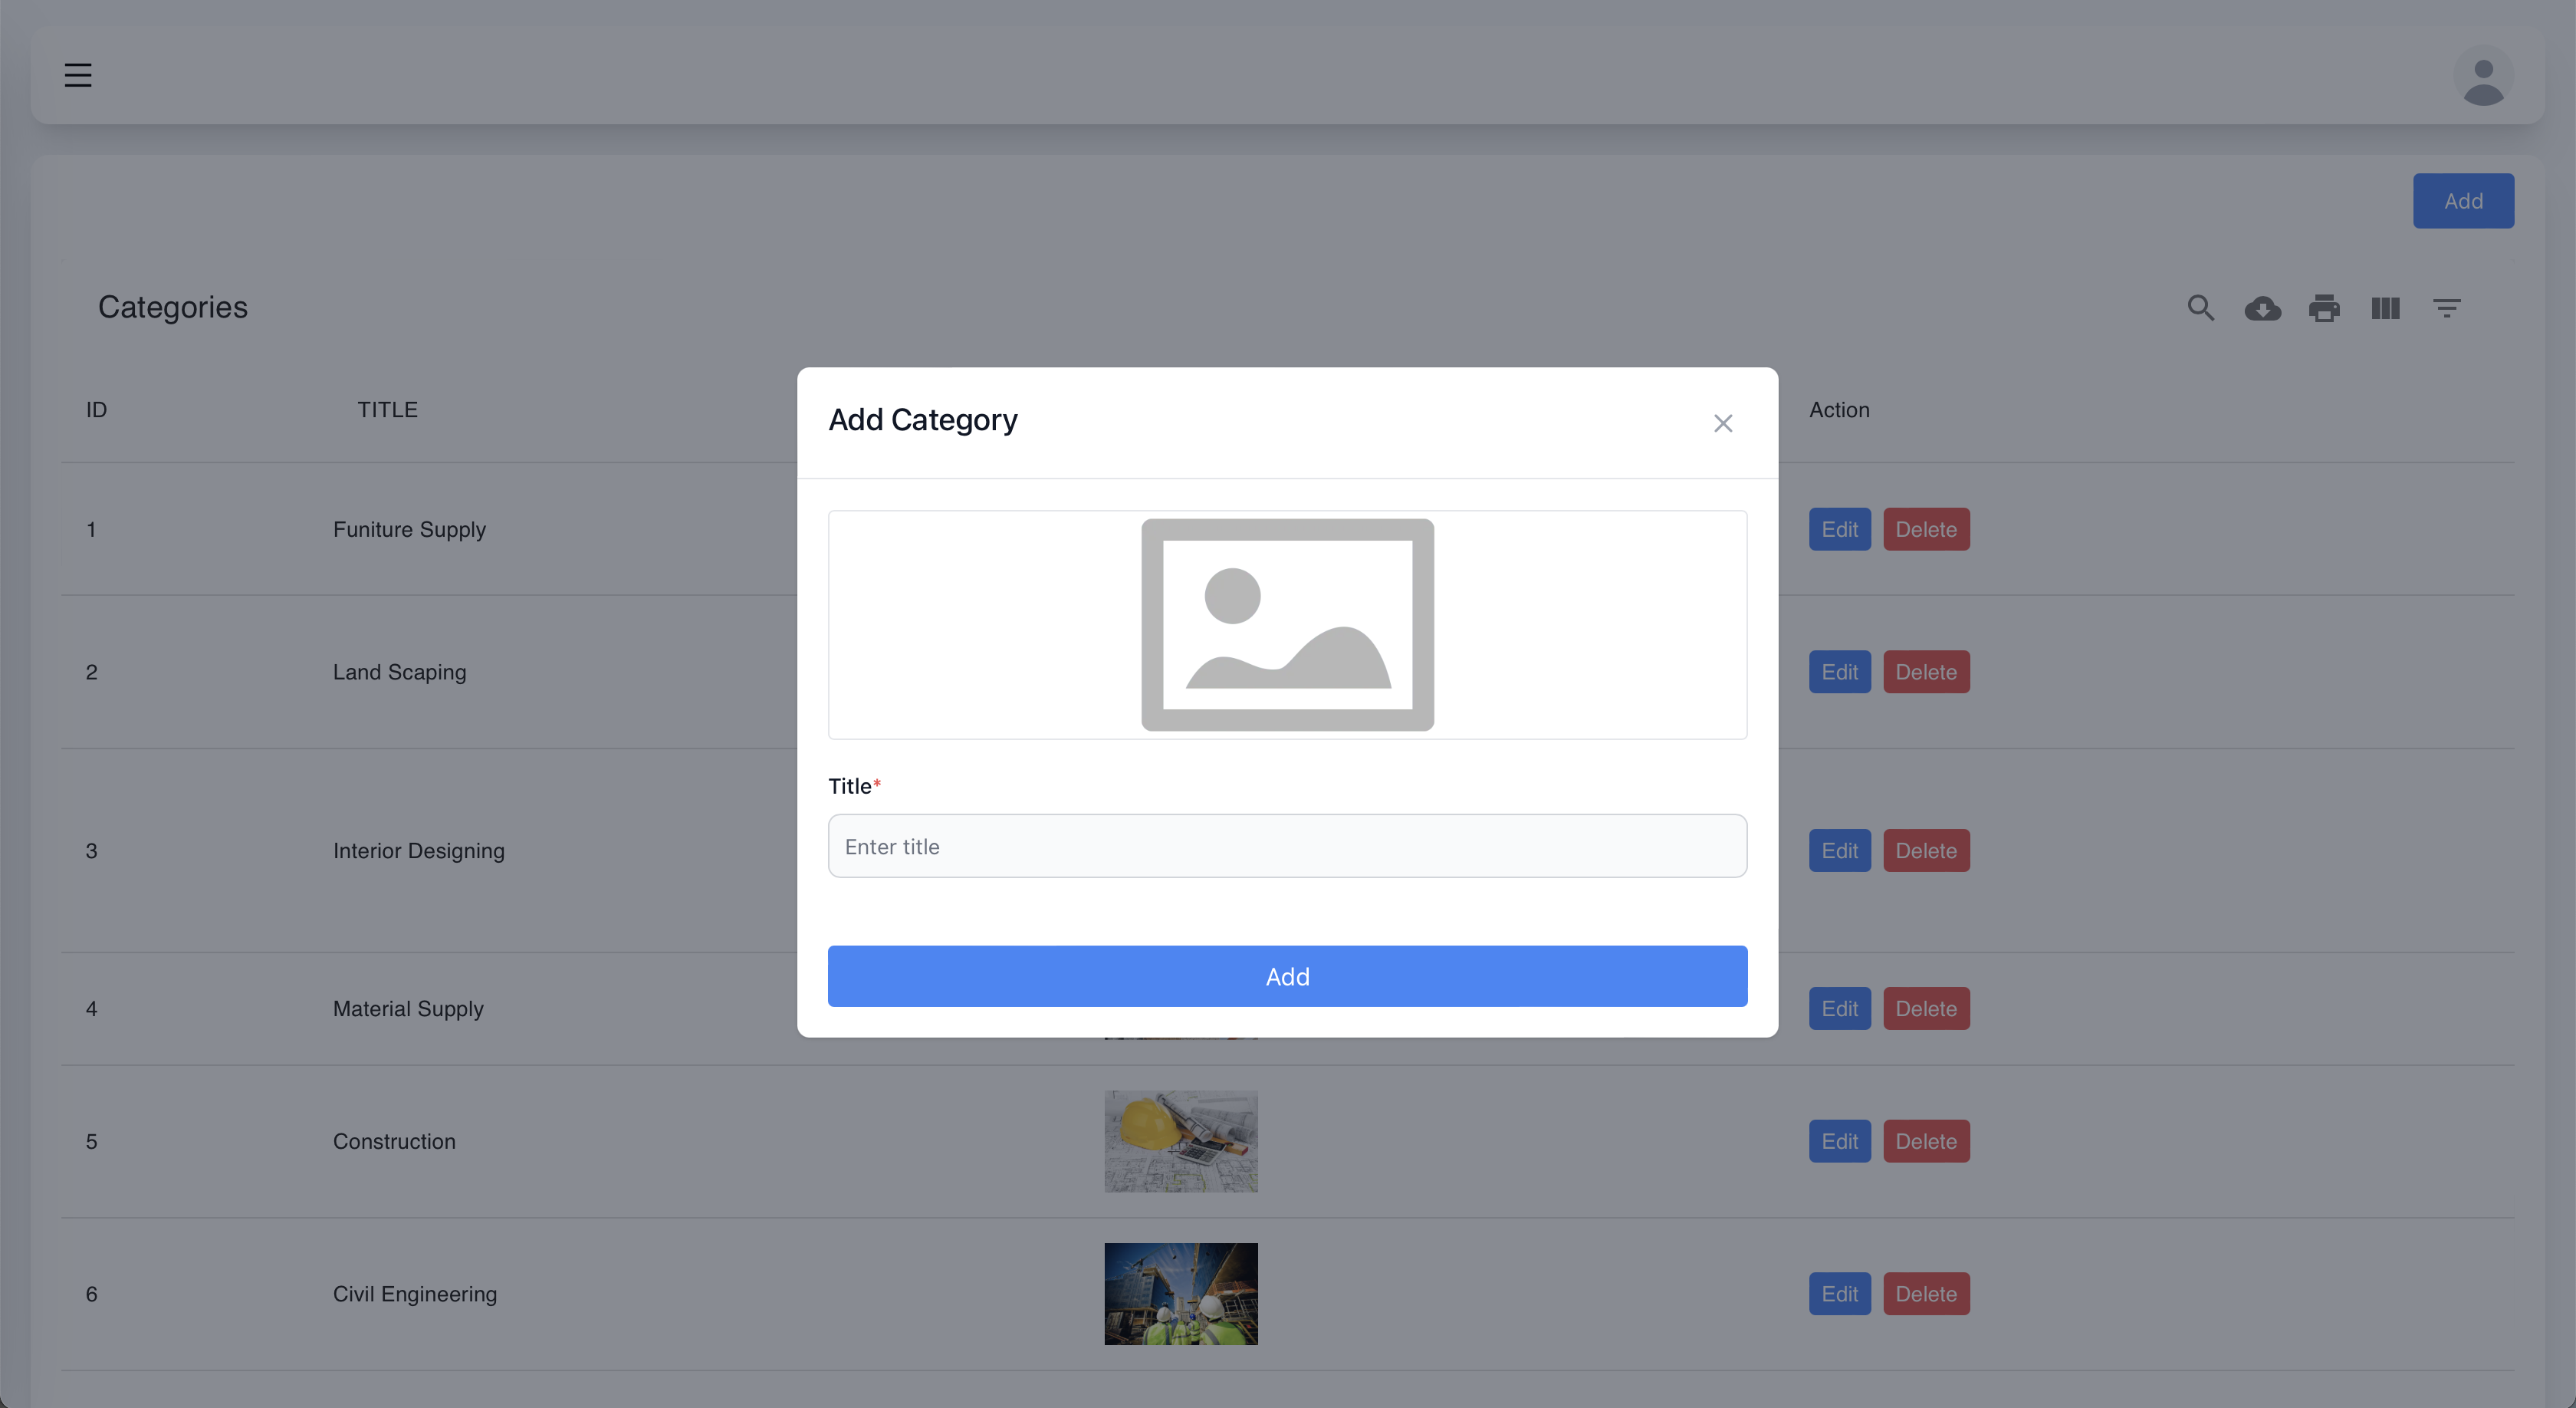 Add
Categories
ID TITLE Action
Add Category
1 Funiture Supply Edit Delete
2 Land Scaping Edit Delete
Title*
Enter title
3 Interior Designing Edit Delete
Add
4 Material Supply Edit Delete
5 Construction Edit Delete
6 Civil Engineering Edit Delete